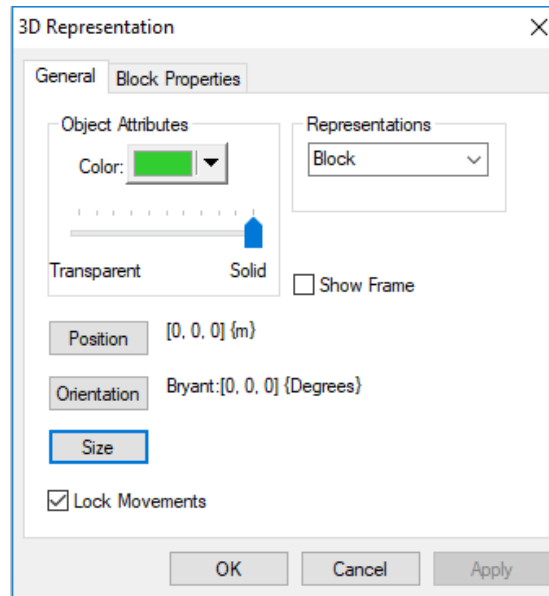 3D Representation
General
Block Properties
Object Attributes
Color:
Transparent
Solid
Representations
Block
Show Frame
Position
[0, 0, 0] {m}
Orientation
Bryant:[0, 0, 0] {Degrees}
Size
Lock Movements
OK
Cancel
Apply